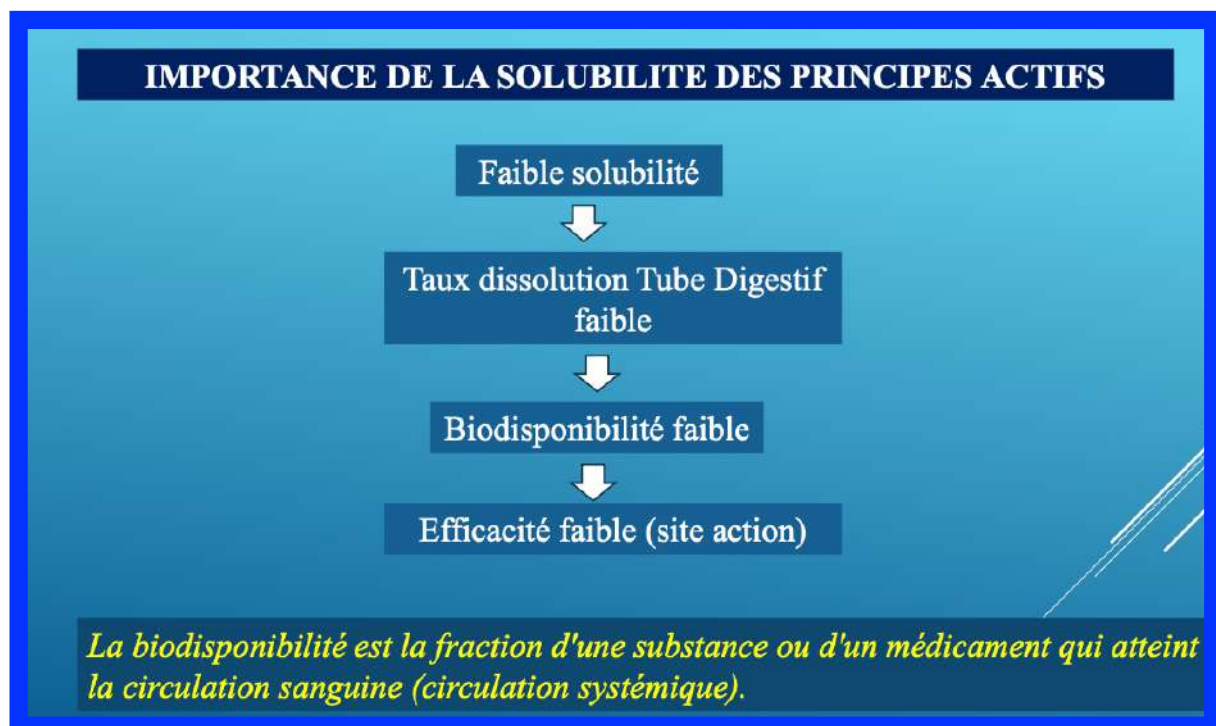 IMPORTANCE DE LA SOLUBILITE DES PRINCIPES ACTIFS
Faible solubilité
Taux dissolution Tube Digestif
faible
Biodisponibilité faible
Efficacité faible (site action)
La biodisponibilité est la fraction d'une substance ou d'un médicament qui atteint
la circulation sanguine (circulation systémique).